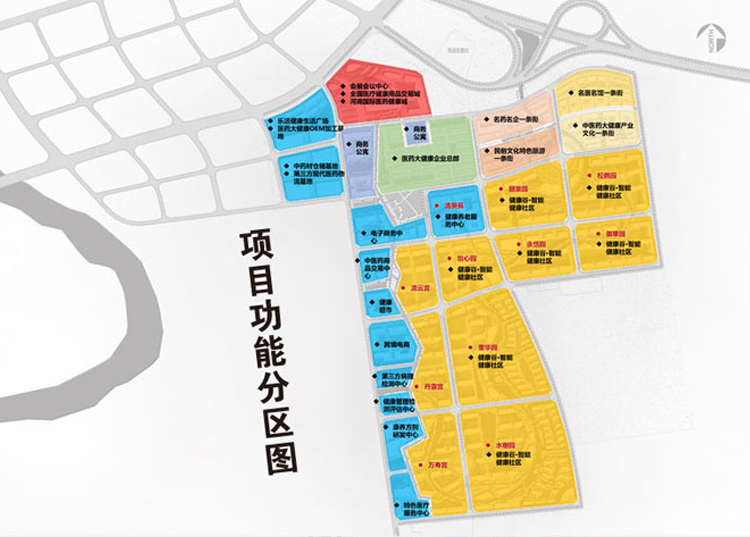 NORTH
会展会议中心
全国医疗健康用品交易城
河南国际医药健康城
乐活健康生活广场
医药大健康OEM加工基
地
商务
公寓
商务
公寓
名药名企一条街
名医名馆一条街
中医药大健康产业
文化一条街
医药大健康企业总部
民创文化特色旅游
一条街
中药材仓储基地
第三方现代医药物
流基地
颐景园
健康谷-智能
健康社区
松鹤园
健康谷-智能
健康社区
清景苑
健康养老服
务中心
电子商务中
心
永信园
健康谷-智能
健康社区
御翠园
健康谷-智能
健康社区
项目功能分区图
中医药商
品交易中
心
怡心园
健康谷-智能
健康社区
流云宫
健康
超市
跨境电商
重华园
健康谷-智能
健康社区
第三方病理
检测中心
丹霞宫
健康管理检
测评估中心
康养方剂
研发中心
水榭园
健康谷-智能
健康社区
万寿宫
特色医疗
服务中心